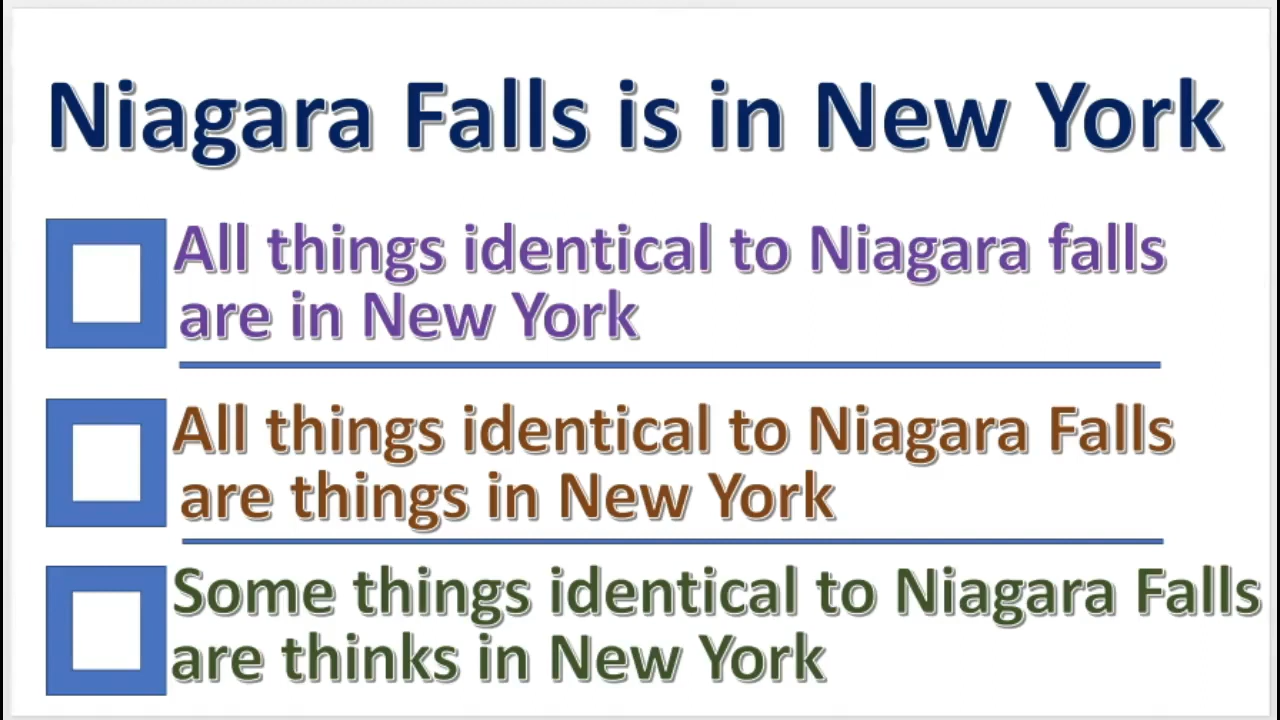 Niagara Falls is in New York
All things identical to Niagara falls
are in New York
All things identical to Niagara Falls
are things in New York
Some things identical to Niagara Falls
are thinks in New York